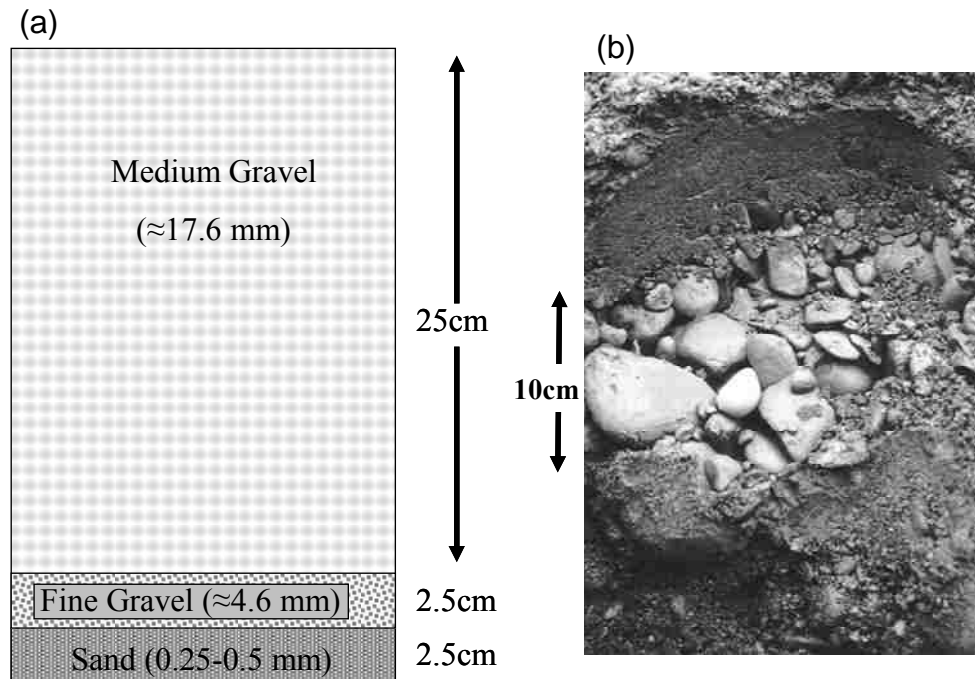 (a)
Medium Gravel
(≈17.6 mm)
25cm
Fine Gravel (≈4.6 mm)
2.5cm
Sand (0.25-0.5 mm)
2.5cm
(b)
10cm